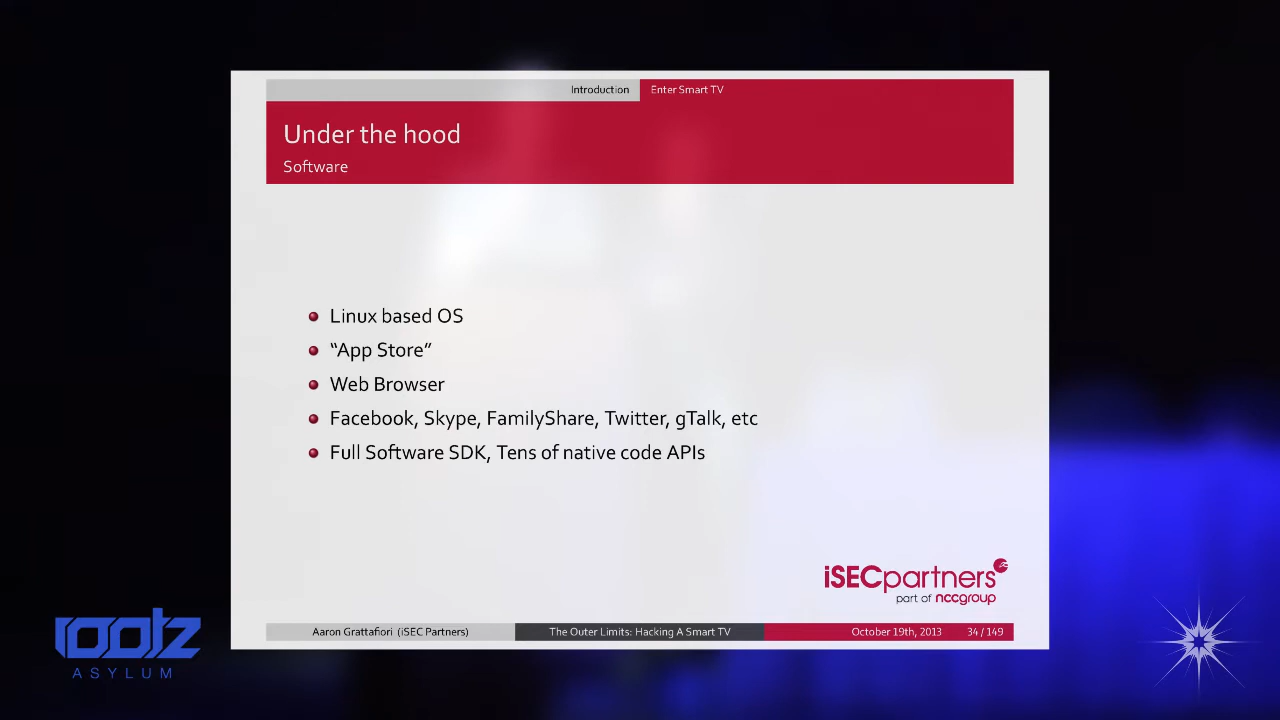 Introduction Enter Smart TV
Under the hood
Software
Linux based OS
“App Store”
Web Browser
Facebook, Skype, FamilyShare, Twitter, gTalk, etc
Full Software SDK, Tens of native code APIs
iSECpartners
part of nccgroup
Aaron Grattafiori (iSEC Partners) The Outer Limits: Hacking A Smart TV October 19th, 2013 34 / 149
rootz
ASYLUM